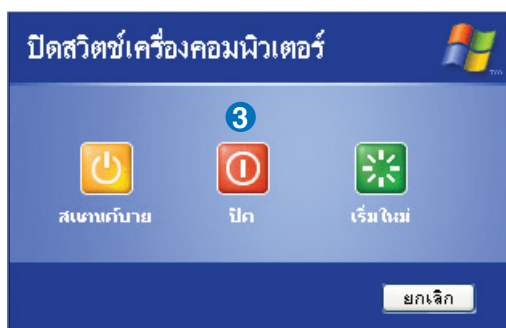 ปิดสวิตช์เครื่องคอมพิวเตอร์
TM
3
สแตนด์บาย ปิด เริ่มใหม่
ยกเลิก